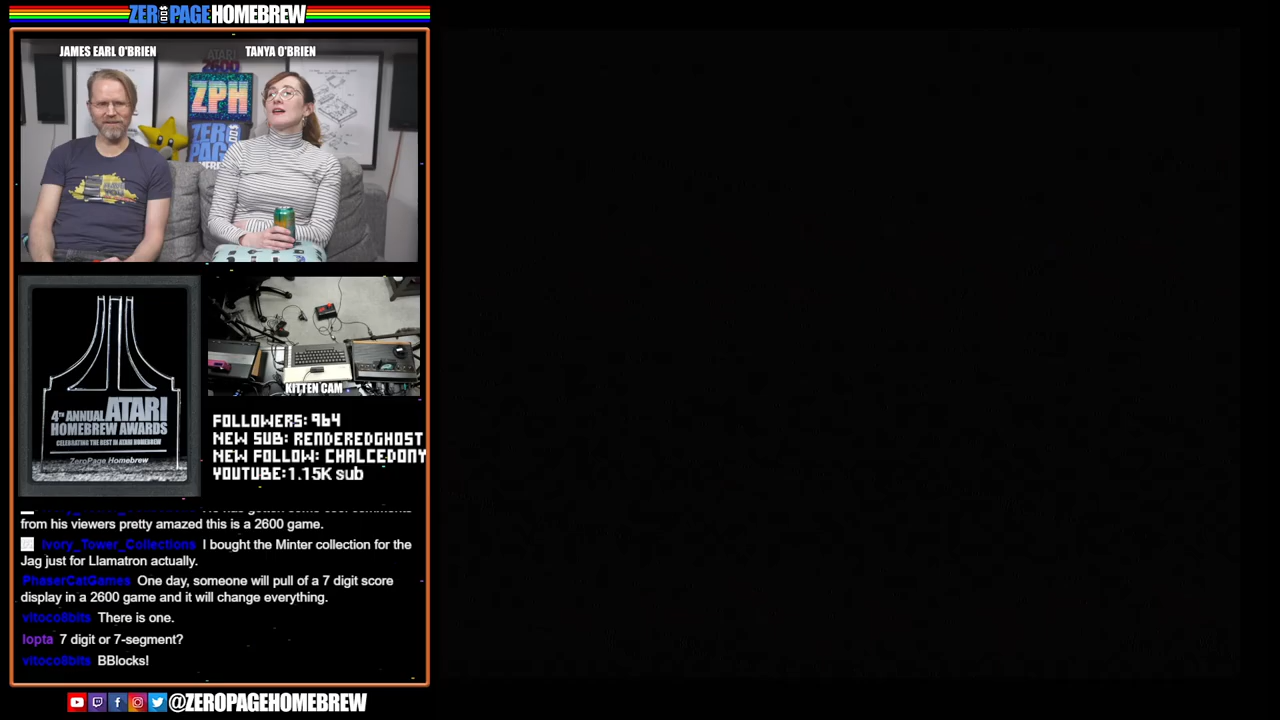 ZEROPAGE HOMEBREW
JAMES EARL O'BRIEN
TANYA O'BRIEN
ATARI
2600
ZPH
ZERO
PAGE
4TH ANNUAL ATARI
HOMEBREW AWARDS
CELEBRATING THE BEST IN ATARI HOMEBREW
ZeroPage Homebrew
KITTEN CAM
FOLLOWERS: 964
NEW SUB: RENDEREDGHOST
NEW FOLLOW: CHALCEDONY
YOUTUBE:1.15K sub
from his viewers pretty amazed this is a 2600 game.
Ivory_Tower_Collections I bought the Minter collection for the
Jag just for Llamatron actually.
PhaserCatGames One day, someone will pull of a 7 digit score
display in a 2600 game and it will change everything.
vitoco8bits There is one.
lopta 7 digit or 7-segment?
vitoco8bits BBlocks!
@ZEROPAGEHOMEBREW